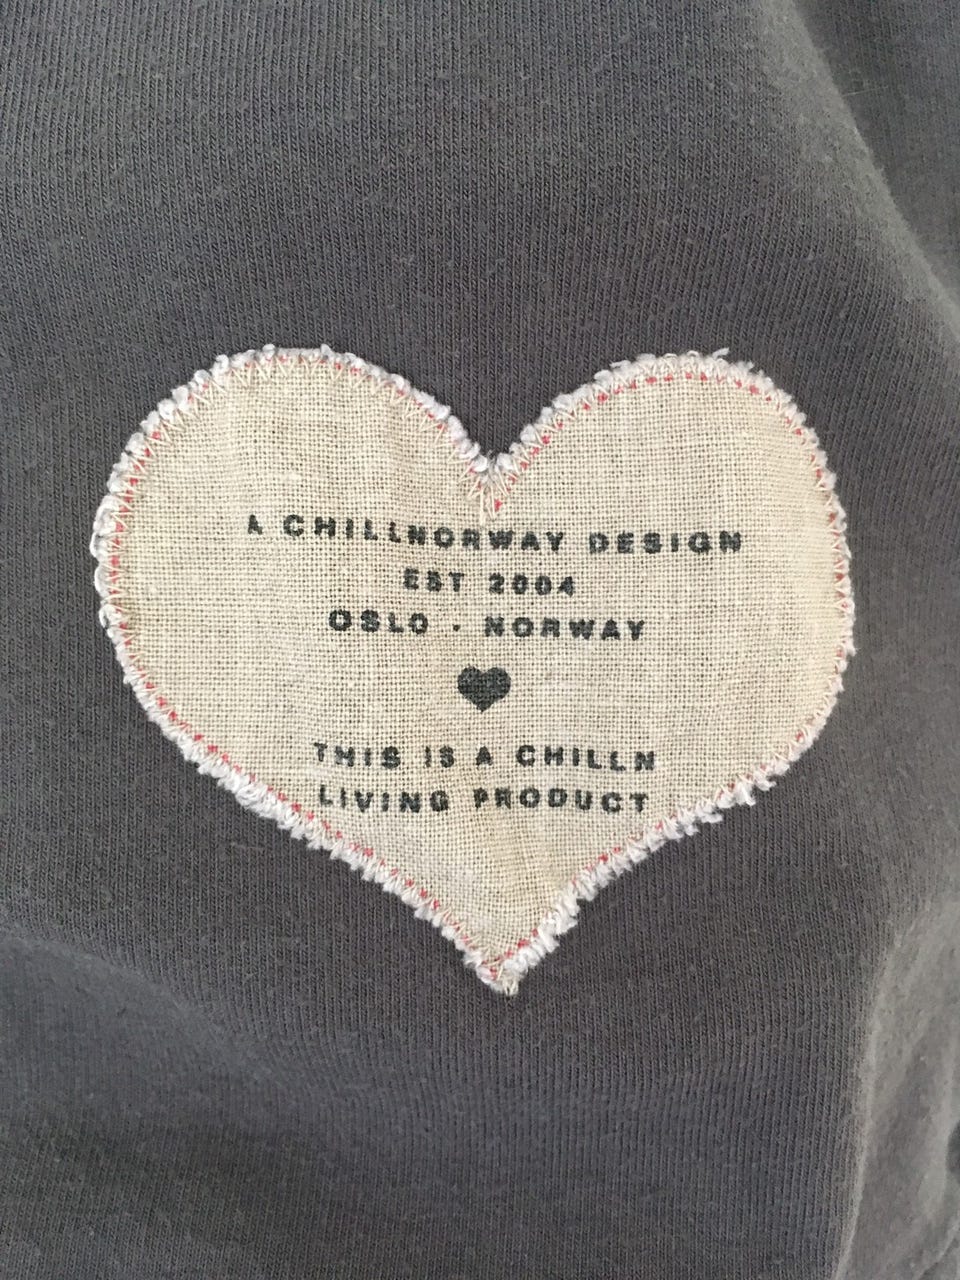 A CHILLNORWAY DESIGN
EST 2004
OSLO · NORWAY
THIS IS A CHILLN
LIVING PRODUCT